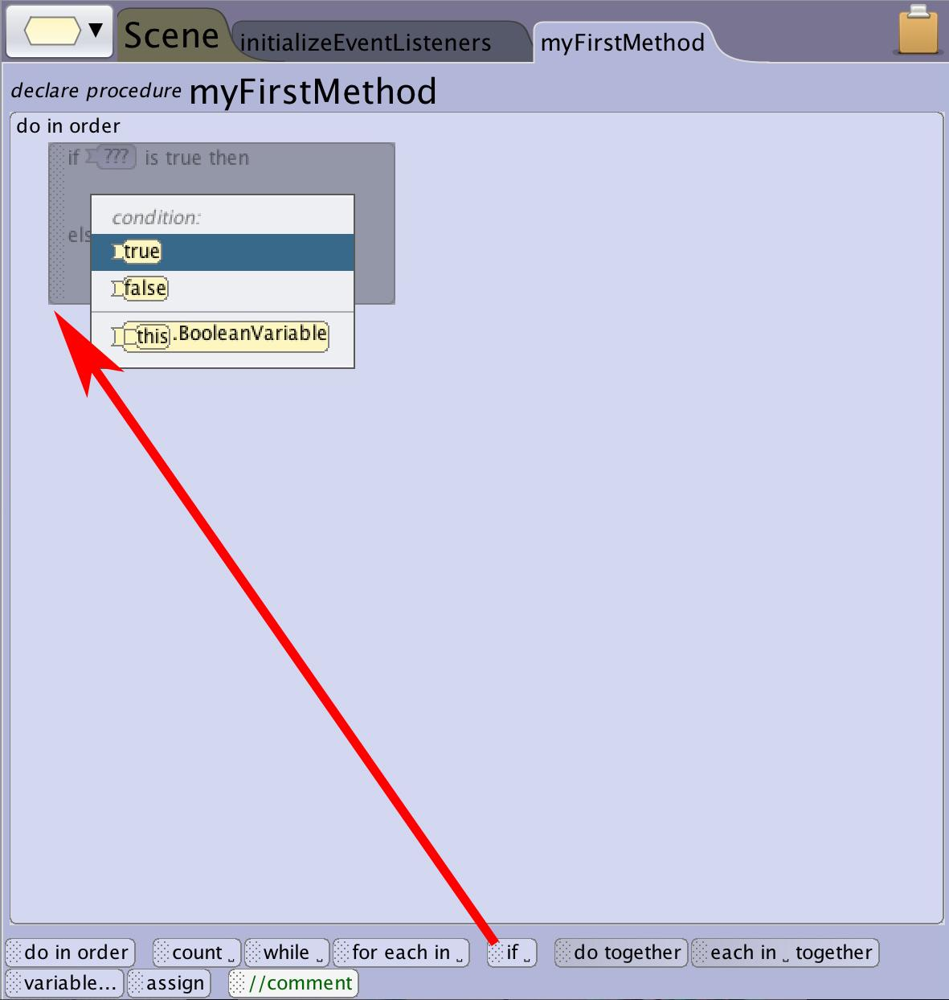 Scene initializeEventListeners myFirstMethod
declare procedure myFirstMethod
do in order
if ??? is true then
condition:
els
true
false
this.BooleanVariable
do in order count while for each in if do together each in together
variable... assign //comment